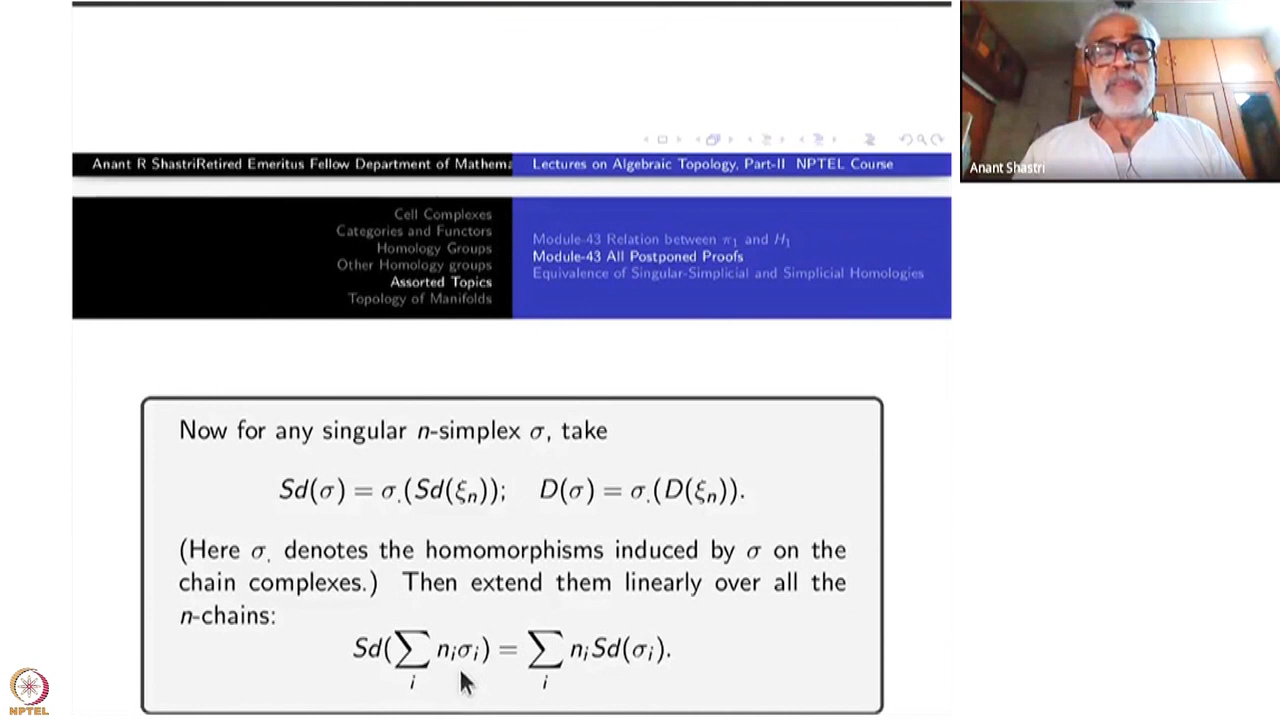 Anant R ShastriRetired Emeritus Fellow Department of Mathema
Lectures on Algebraic Topology, Part-II NPTEL Course
Anant Shastri
Cell Complexes
Categories and Functors
Homology Groups
Other Homology groups
Assorted Topics
Topology of Manifolds
Module-43 Relation between π₁ and H₁
Module-43 All Postponed Proofs
Equivalence of Singular-Simplicial and Simplicial Homologies
Now for any singular n-simplex σ, take
Sd(σ) = σ.(Sd(ξₙ)); D(σ) = σ.(D(ξₙ)).
(Here σ. denotes the homomorphisms induced by σ on the
chain complexes.) Then extend them linearly over all the
n-chains:
Sd(∑ᵢ nᵢσᵢ) = ∑ᵢ nᵢSd(σᵢ).
NPTEL